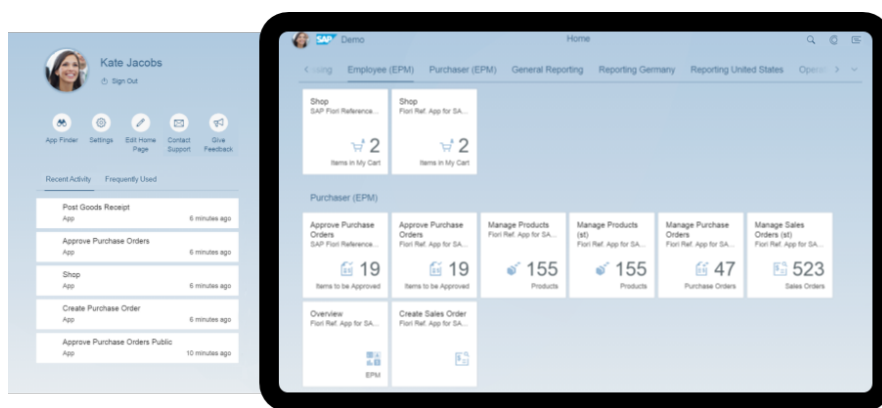 Kate Jacobs
Sign Out
App Finder
Settings
Edit Home
Page
Contact
Support
Give
Feedback
Recent Activity
Frequently Used
Post Goods Receipt
App
6 minutes ago
Approve Purchase Orders
App
6 minutes ago
Shop
App
6 minutes ago
Create Purchase Order
App
6 minutes ago
Approve Purchase Orders Public
App
10 minutes ago
SAP
Demo
Home
Employee (EPM)
Purchaser (EPM)
General Reporting
Reporting Germany
Reporting United States
Shop
SAP Fiori Reference...
2
Items in My Cart
Shop
Fiori Ref. App for SA...
2
Items in My Cart
Purchaser (EPM)
Approve Purchase
Orders
SAP Fiori Reference...
19
Items to be Approved
Approve Purchase
Orders
Fiori Ref. App for SA...
19
Items to be Approved
Manage Products
Fiori Ref. App for SA...
155
Products
Manage Products
(st)
Fiori Ref. App for SA...
155
Products
Manage Purchase
Orders
Fiori Ref. App for SA...
47
Purchase Orders
Manage Sales
Orders (st)
Fiori Ref. App for SA...
523
Sales Orders
Overview
Fiori Ref. App for SA...
EPM
Create Sales Order
Fiori Ref. App for SA...